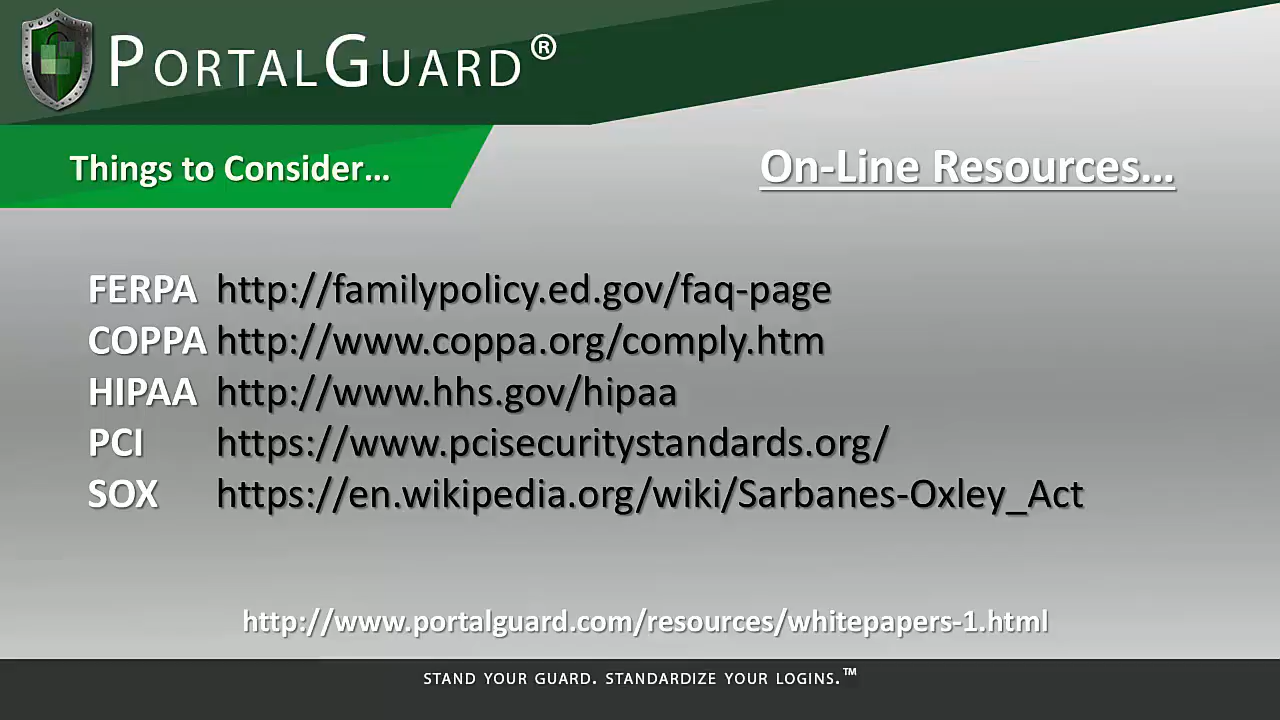 PORTALGUARD®
Things to Consider...
On-Line Resources...
FERPA http://familypolicy.ed.gov/faq-page
COPPA http://www.coppa.org/comply.htm
HIPAA http://www.hhs.gov/hipaa
PCI https://www.pcisecuritystandards.org/
SOX https://en.wikipedia.org/wiki/Sarbanes-Oxley_Act
http://www.portalguard.com/resources/whitepapers-1.html
STAND YOUR GUARD. STANDARDIZE YOUR LOGINS.™